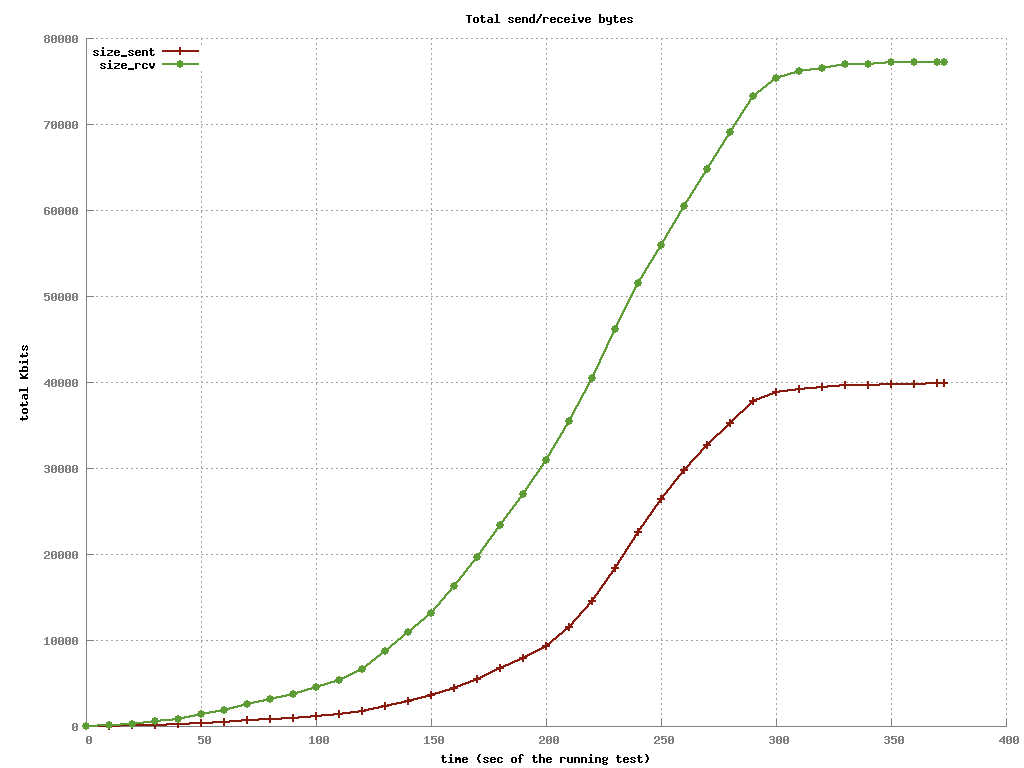 Total send/receive bytes
size_sent
size_rcv
80000
70000
60000
50000
40000
30000
20000
10000
0
total Kbits
0 50 100 150 200 250 300 350 400
time (sec of the running test)